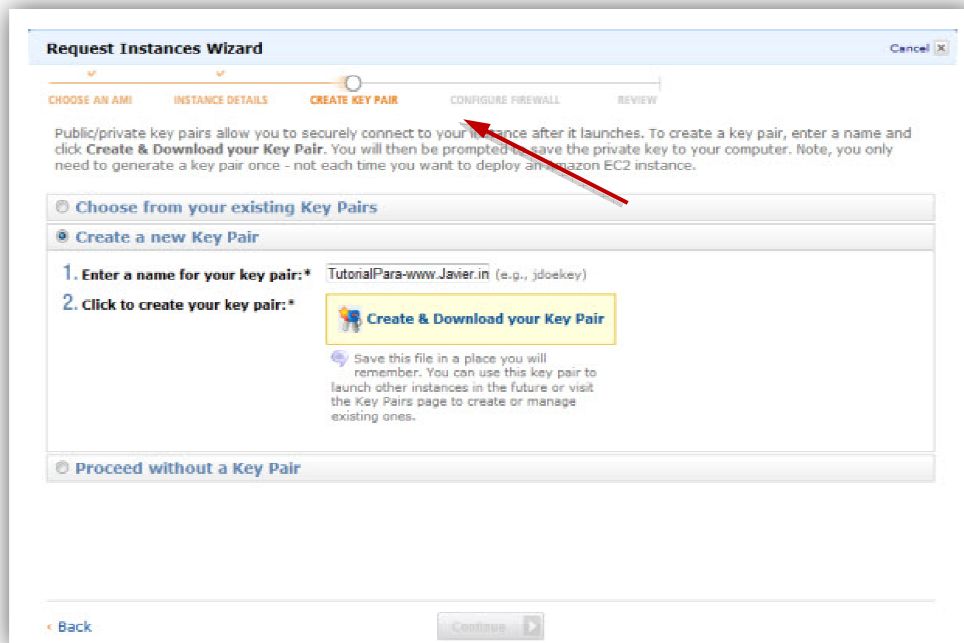 Request Instances Wizard
Cancel
CHOOSE AN AMI INSTANCE DETAILS CREATE KEY PAIR CONFIGURE FIREWALL REVIEW
Public/private key pairs allow you to securely connect to your instance after it launches. To create a key pair, enter a name and
click Create & Download your Key Pair. You will then be prompted to save the private key to your computer. Note, you only
need to generate a key pair once - not each time you want to deploy an Amazon EC2 instance.
Choose from your existing Key Pairs
Create a new Key Pair
1. Enter a name for your key pair:* TutorialPara-www.Javier.in (e.g., jdoekey)
2. Click to create your key pair:*
Create & Download your Key Pair
Save this file in a place you will
remember. You can use this key pair to
launch other instances in the future or visit
the Key Pairs page to create or manage
existing ones.
Proceed without a Key Pair
Back
Continue